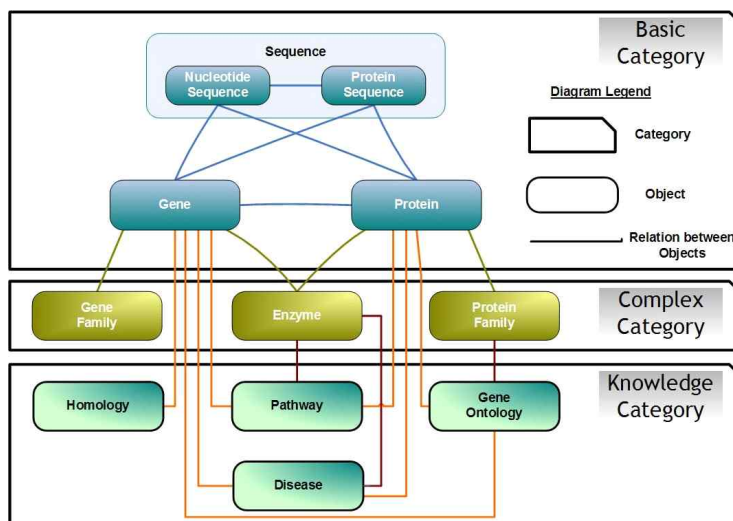 Basic
Category
Sequence
Nucleotide
Sequence
Protein
Sequence
Diagram Legend
Category
Gene
Protein
Object
Relation between
Objects
Gene
Family
Enzyme
Protein
Family
Complex
Category
Knowledge
Category
Homology
Pathway
Gene
Ontology
Disease